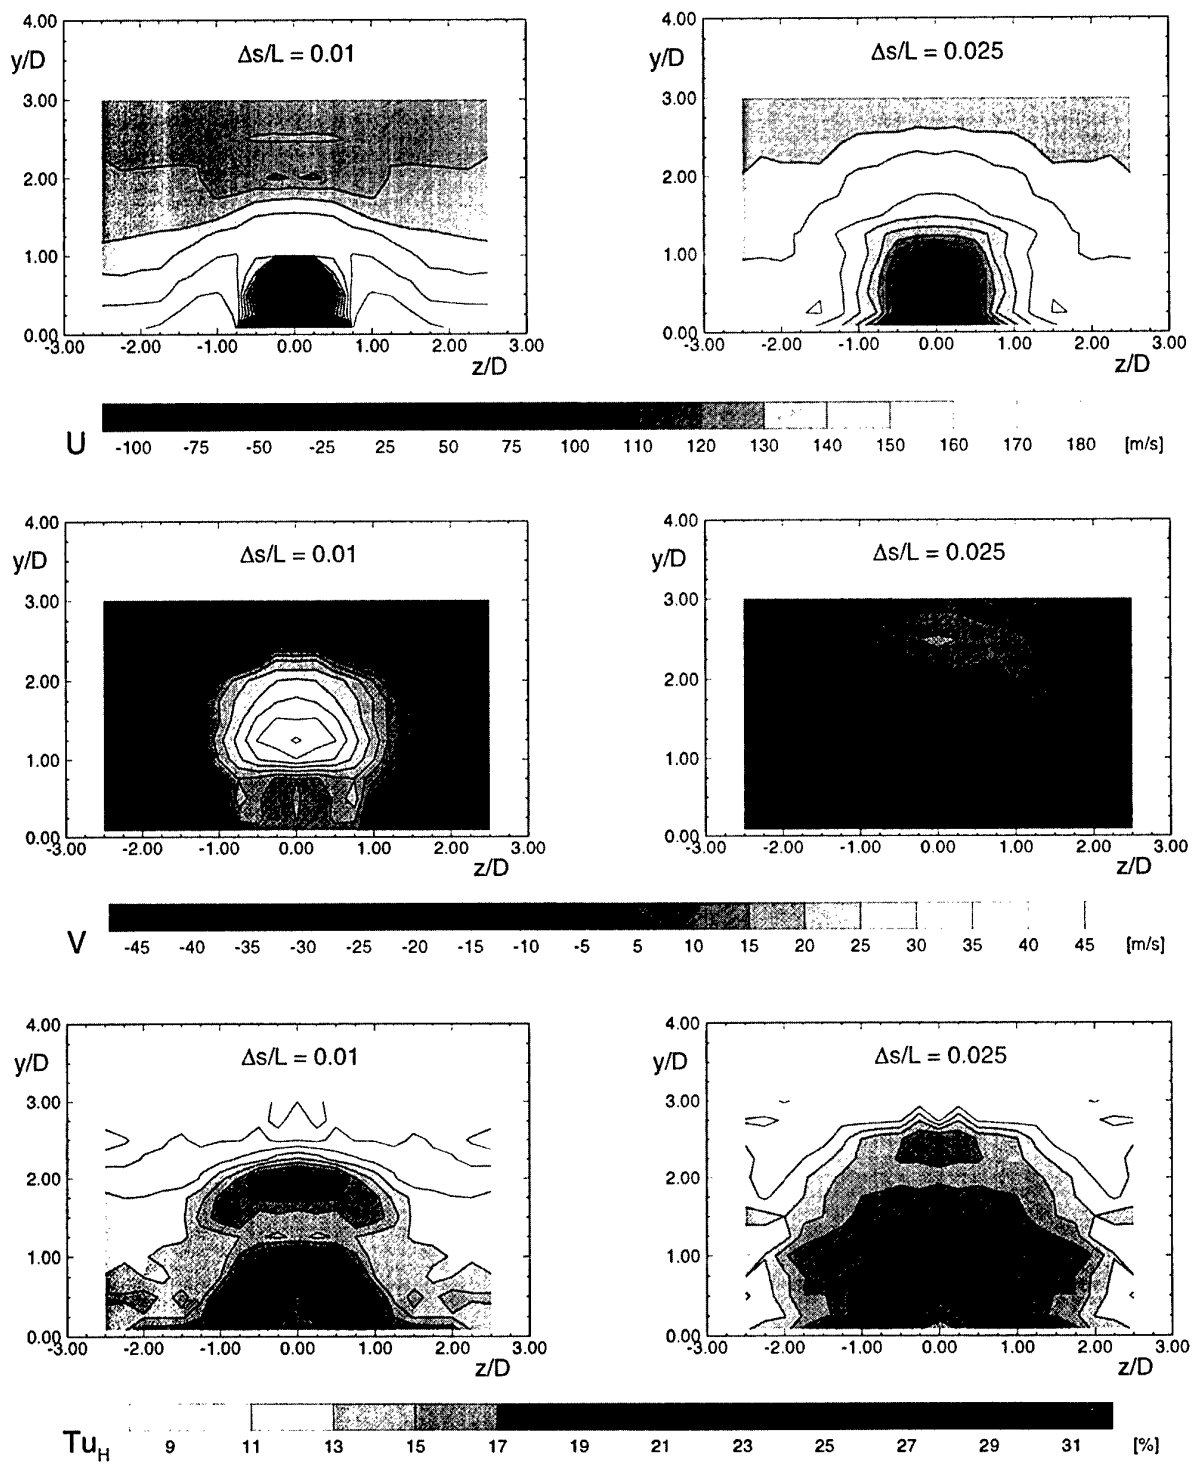 4.00 4.00
y/D Δs/L = 0.01 y/D Δs/L = 0.025
3.00 3.00
2.00 2.00
1.00 1.00
0.00 0.00
-3.00 -2.00 -1.00 0.00 1.00 2.00 3.00 -3.00 -2.00 -1.00 0.00 1.00 2.00 3.00
z/D z/D
U -100 -75 -50 -25 25 50 75 100 110 120 130 140 150 160 170 180 [m/s]
4.00 4.00
y/D Δs/L = 0.01 y/D Δs/L = 0.025
3.00 3.00
2.00 2.00
1.00 1.00
0.00 0.00
-3.00 -2.00 -1.00 0.00 1.00 2.00 3.00 -3.00 -2.00 -1.00 0.00 1.00 2.00 3.00
z/D z/D
V -45 -40 -35 -30 -20 -15 -10 -5 5 10 15 20 25 30 35 40 45 [m/s]
4.00 4.00
y/D Δs/L = 0.01 y/D Δs/L = 0.025
3.00 3.00
2.00 2.00
1.00 1.00
0.00 0.00
-3.00 -2.00 -1.00 0.00 1.00 2.00 3.00 -3.00 -2.00 -1.00 0.00 1.00 2.00 3.00
z/D z/D
Tu_H 9 11 13 15 17 19 21 23 25 27 29 31 [%]